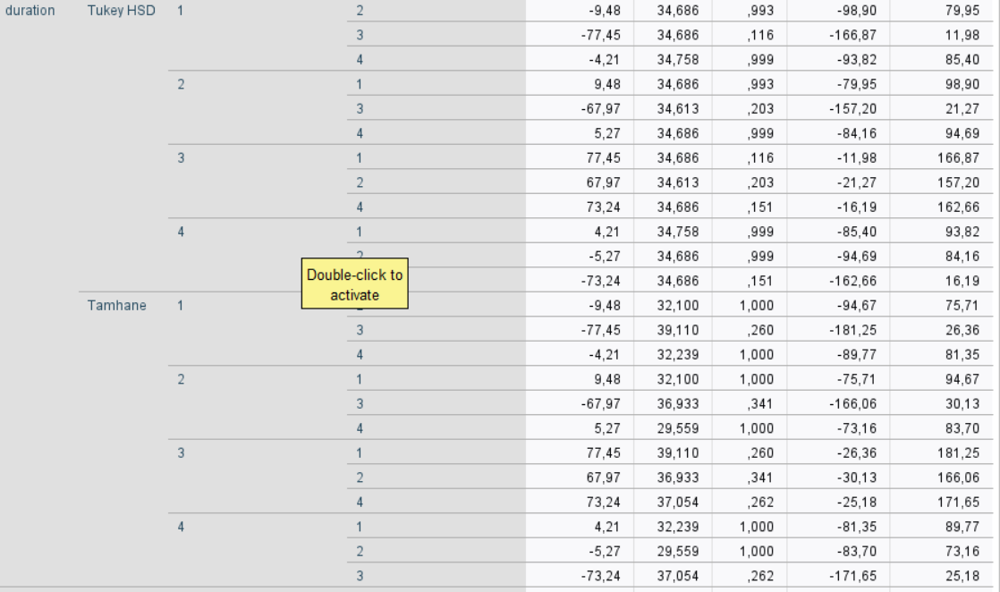 duration Tukey HSD 1 2 -9,48 34,686 ,993 -98,90 79,95
3 -77,45 34,686 ,116 -166,87 11,98
4 -4,21 34,758 ,999 -93,82 85,40
2 1 9,48 34,686 ,993 -79,95 98,90
3 -67,97 34,613 ,203 -157,20 21,27
4 5,27 34,686 ,999 -84,16 94,69
3 1 77,45 34,686 ,116 -11,98 166,87
2 67,97 34,613 ,203 -21,27 157,20
4 73,24 34,686 ,151 -16,19 162,66
4 1 4,21 34,758 ,999 -85,40 93,82
2 -5,27 34,686 ,999 -94,69 84,16
-73,24 34,686 ,151 -162,66 16,19
Double-click to
activate
Tamhane 1 -9,48 32,100 1,000 -94,67 75,71
3 -77,45 39,110 ,260 -181,25 26,36
4 -4,21 32,239 1,000 -89,77 81,35
2 1 9,48 32,100 1,000 -75,71 94,67
3 -67,97 36,933 ,341 -166,06 30,13
4 5,27 29,559 1,000 -73,16 83,70
3 1 77,45 39,110 ,260 -26,36 181,25
2 67,97 36,933 ,341 -30,13 166,06
4 73,24 37,054 ,262 -25,18 171,65
4 1 4,21 32,239 1,000 -81,35 89,77
2 -5,27 29,559 1,000 -83,70 73,16
3 -73,24 37,054 ,262 -171,65 25,18